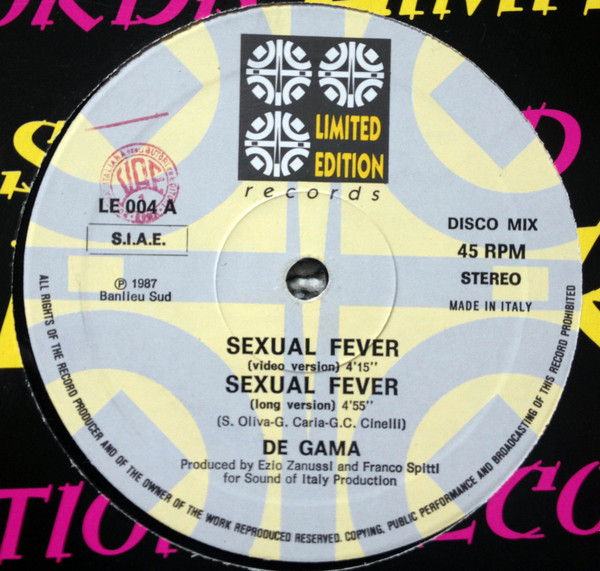 LIMITED
EDITION
records
LE 004 A
S.I.A.E.
℗ 1987
Banlieu Sud
DISCO MIX
45 RPM
STEREO
MADE IN ITALY
SEXUAL FEVER
(video version) 4'15''
SEXUAL FEVER
(long version) 4'55''
(S. Oliva-G. Caria-G.C. Cinelli)
DE GAMA
Produced by Ezio Zanussi and Franco Spitti
for Sound of Italy Production
ALL RIGHTS OF THE RECORD PRODUCER AND OF THE OWNER OF THE WORK REPRODUCED RESERVED. COPYING, PUBLIC PERFORMANCE AND BROADCASTING OF THIS RECORD PROHIBITED